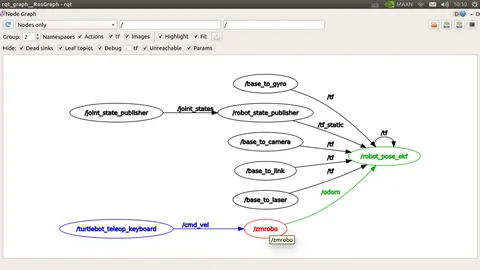 rqt_graph__RosGraph - rqt
MAXN
10:30
Node Graph
Nodes only
/
/
Group: 2 Namespaces Actions tf Images Highlight Fit
Hide: Dead sinks Leaf topics Debug tf Unreachable Params
/base_to_gyro
/tf
/joint_state_publisher
/joint_states
/robot_state_publisher
/tf_static
/tf
/base_to_camera
/tf
/robot_pose_ekf
/tf
/base_to_link
/tf
/odom
/base_to_laser
/turtlebot_teleop_keyboard
/cmd_vel
/zmrobo
/zmrobo